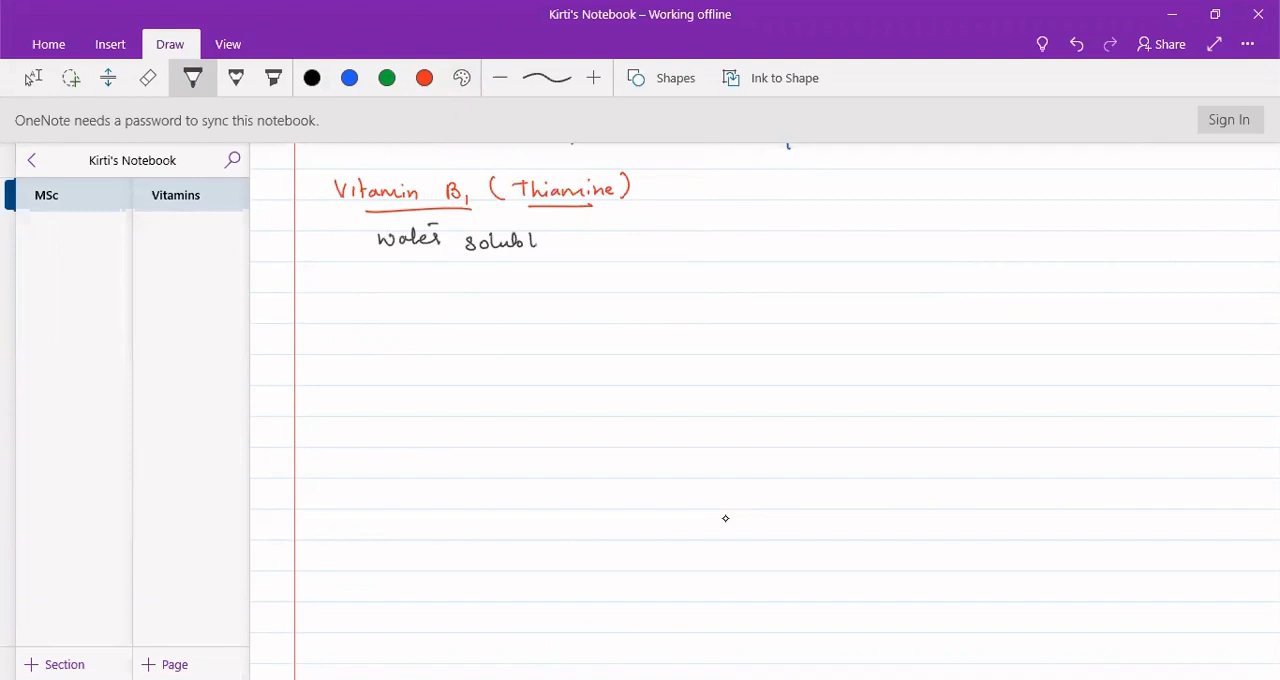 Kirti's Notebook – Working offline
Home Insert Draw View
Share
Shapes Ink to Shape
OneNote needs a password to sync this notebook.
Sign In
Kirti's Notebook
MSc Vitamins
Vitamin B₁ (Thiamine)
water solubl
+ Section + Page